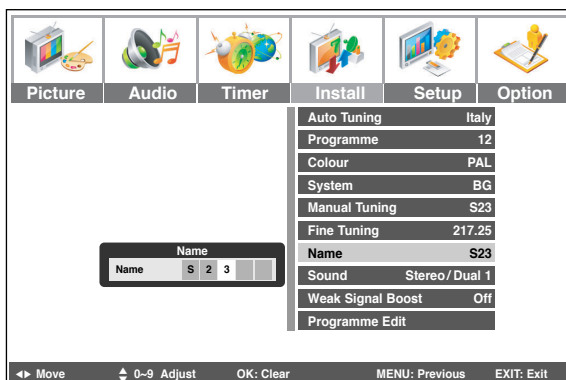 Picture Audio Timer Install Setup Option
Auto Tuning Italy
Programme 12
Colour PAL
System BG
Manual Tuning S23
Fine Tuning 217.25
Name S23
Sound Stereo/Dual 1
Weak Signal Boost Off
Programme Edit
Name
Name S 2 3
Move 0~9 Adjust OK: Clear MENU: Previous EXIT: Exit